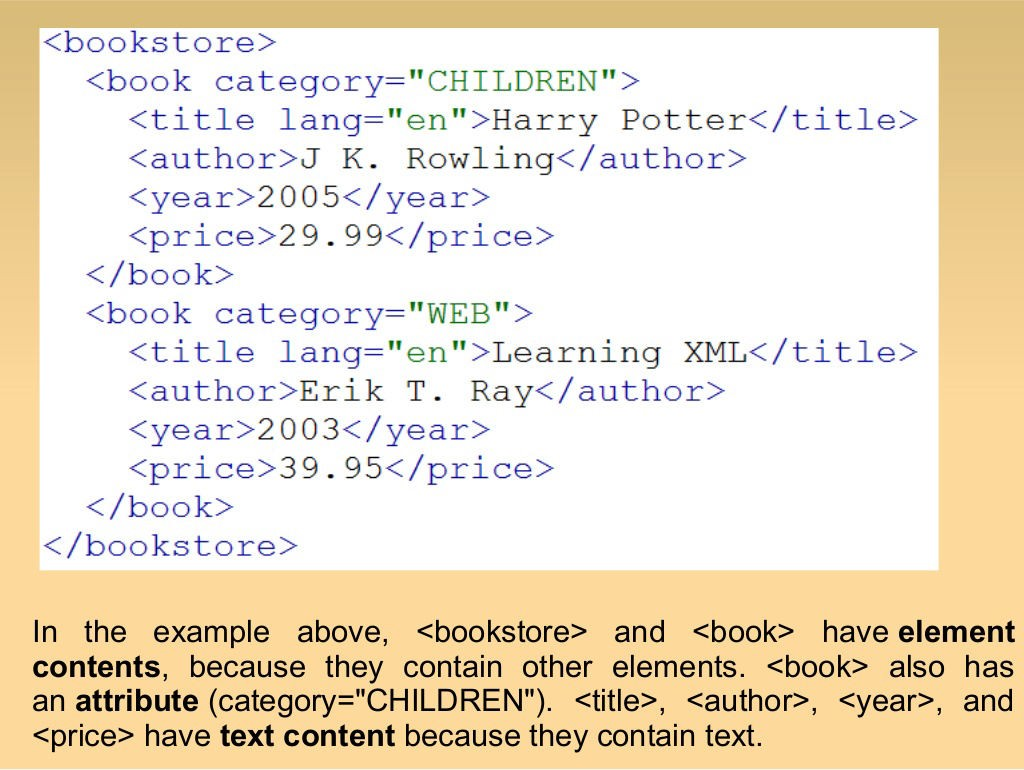 <bookstore>
<book category="CHILDREN">
<title lang="en">Harry Potter</title>
<author>J K. Rowling</author>
<year>2005</year>
<price>29.99</price>
</book>
<book category="WEB">
<title lang="en">Learning XML</title>
<author>Erik T. Ray</author>
<year>2003</year>
<price>39.95</price>
</book>
</bookstore>
In the example above, <bookstore> and <book> have element
contents, because they contain other elements. <book> also has
an attribute (category="CHILDREN"). <title>, <author>, <year>, and
<price> have text content because they contain text.